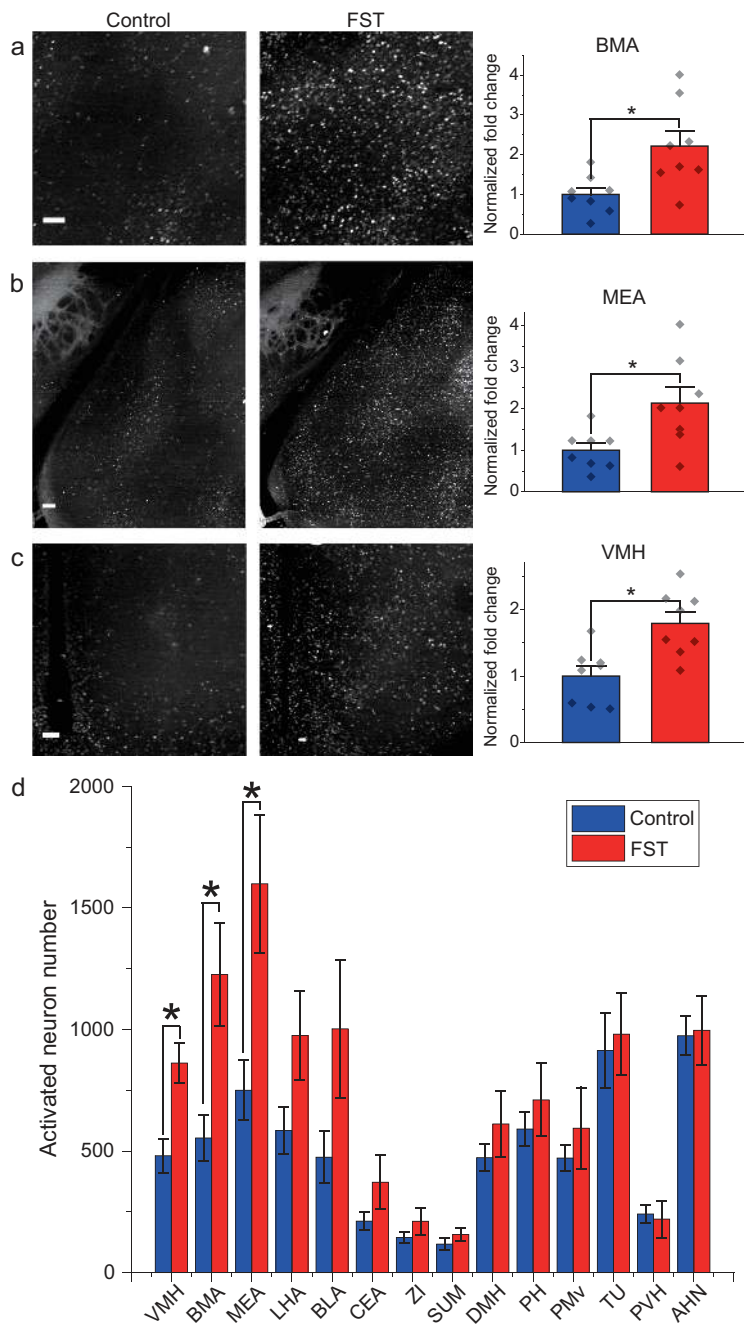 Control
FST
a
BMA
Normalized fold change
4
3
2
1
0
*
b
MEA
Normalized fold change
4
3
2
1
0
*
c
VMH
Normalized fold change
2
1
0
*
d
Activated neuron number
2000
1500
1000
500
0
*
*
*
Control
FST
VMH
BMA
MEA
LHA
BLA
CEA
ZI
SUM
DMH
PH
PMv
TU
PVH
AHN